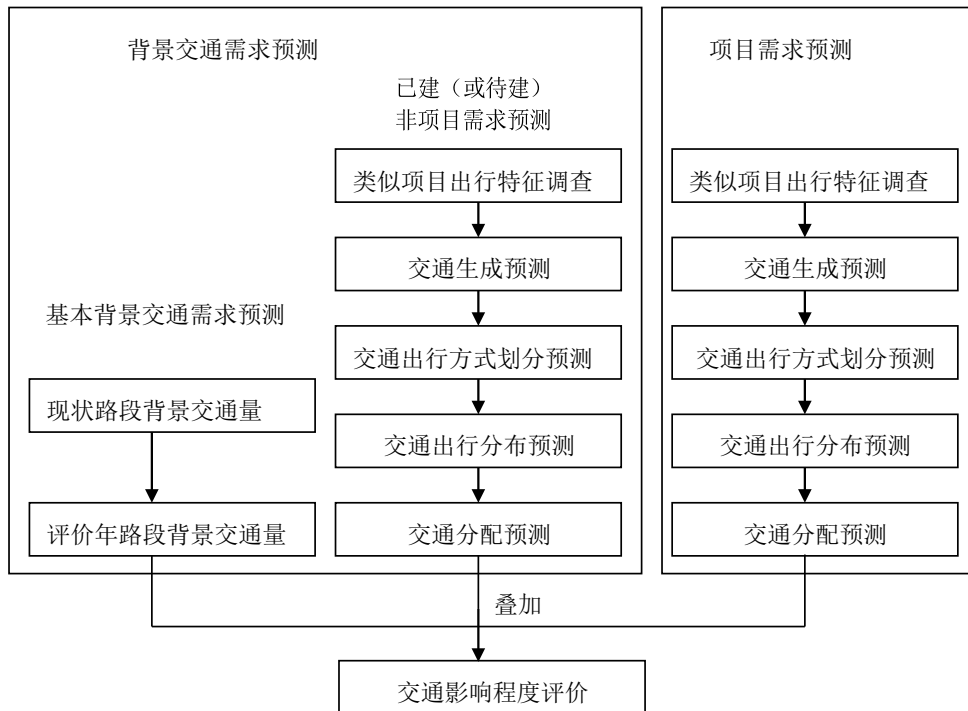 背景交通需求预测
已建（或待建）
非项目需求预测
类似项目出行特征调查
交通生成预测
交通出行方式划分预测
交通出行分布预测
交通分配预测
基本背景交通需求预测
现状路段背景交通量
评价年路段背景交通量
项目需求预测
类似项目出行特征调查
交通生成预测
交通出行方式划分预测
交通出行分布预测
交通分配预测
叠加
交通影响程度评价